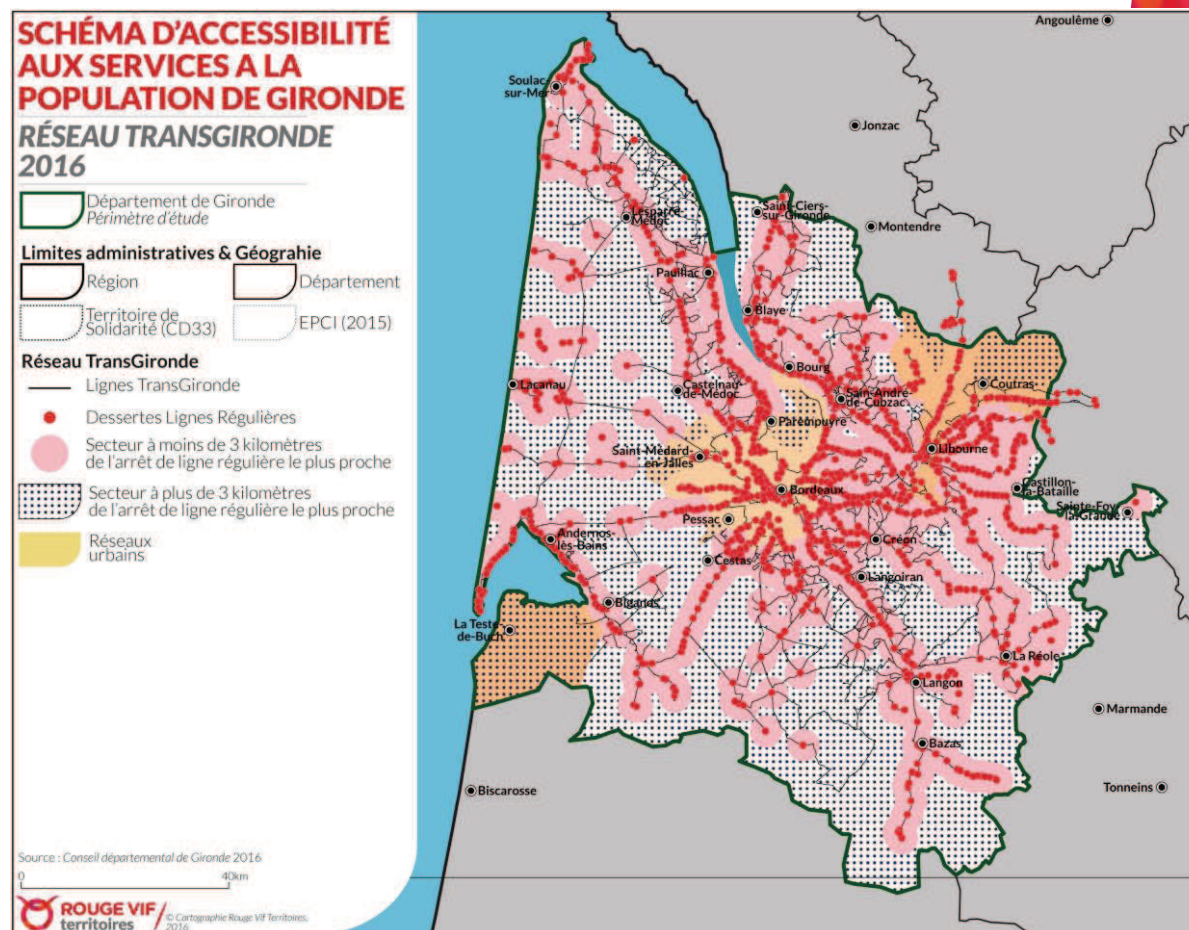 SCHÉMA D'ACCESSIBILITÉ
AUX SERVICES A LA
POPULATION DE GIRONDE
RÉSEAU TRANSGIRONDE
2016
Département de Gironde
Périmètre d'étude
Limites administratives & Géograhie
Région
Département
Territoire de
Solidarité (CD33)
EPCI (2015)
Réseau TransGironde
Lignes TransGironde
Dessertes Lignes Régulières
Secteur à moins de 3 kilomètres
de l'arrêt de ligne régulière le plus proche
Secteur à plus de 3 kilomètres
de l'arrêt de ligne régulière le plus proche
Réseaux
urbains
Source : Conseil départemental de Gironde 2016
0
40km
ROUGE VIF
territoires
© Cartographie Rouge Vif Territoires,
2016
Angoulême
Soulac-
sur-Mer
Jonzac
Saint-Ciers-
sur-Gironde
Lesparre-
Médoc
Montendre
Pauillac
Blaye
Bourg
Lacanau
Castelnau-
de-Médoc
Coutras
Sain-André-
de-Cubzac
Parempuyre
Saint-Médard-
en-Jalles
Libourne
Bordeaux
Castillon-
la-Bataille
Sainte-Foy-
la-Grande
Pessac
Andernos-
lès-Bains
Créon
Cestas
Langoiran
Biganos
La Teste-
de-Buch
La Réole
Langon
Marmande
Bazas
Biscarosse
Tonneins